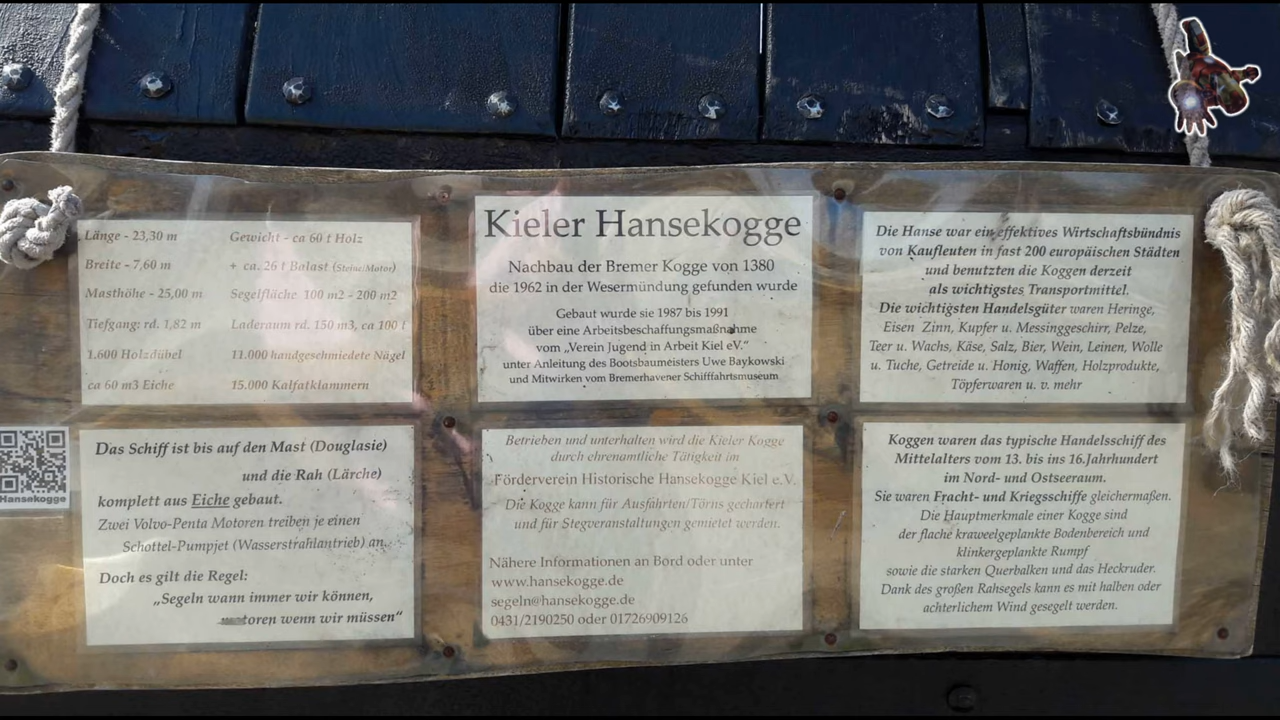 Länge - 23,30 m
Gewicht - ca 60 t Holz
Breite - 7,60 m
+ ca. 26 t Balast (Steine/Motor)
Masthöhe - 25,00 m
Segelfläche 100 m2 - 200 m2
Tiefgang: rd. 1,82 m
Laderaum rd. 150 m3, ca 100 t
1.600 Holzdübel
11.000 handgeschmiedete Nägel
ca 60 m3 Eiche
15.000 Kalfatklammern
Kieler Hansekogge
Nachbau der Bremer Kogge von 1380
die 1962 in der Wesermündung gefunden wurde
Gebaut wurde sie 1987 bis 1991
über eine Arbeitsbeschaffungsmaßnahme
vom „Verein Jugend in Arbeit Kiel eV.“
unter Anleitung des Bootsbaumeisters Uwe Baykowski
und Mitwirken vom Bremerhavener Schifffahrtsmuseum
Die Hanse war ein effektives Wirtschaftsbündnis
von Kaufleuten in fast 200 europäischen Städten
und benutzten die Koggen derzeit
als wichtigstes Transportmittel.
Die wichtigsten Handelsgüter waren Heringe,
Eisen Zinn, Kupfer u. Messinggeschirr, Pelze,
Teer u. Wachs, Käse, Salz, Bier, Wein, Leinen, Wolle
u. Tuche, Getreide u. Honig, Waffen, Holzprodukte,
Töpferwaren u. v. mehr
Hansekogge
Das Schiff ist bis auf den Mast (Douglasie)
und die Rah (Lärche)
komplett aus Eiche gebaut.
Zwei Volvo-Penta Motoren treiben je einen
Schottel-Pumpjet (Wasserstrahlantrieb) an.
Doch es gilt die Regel:
„Segeln wann immer wir können,
toren wenn wir müssen“
Betrieben und unterhalten wird die Kieler Kogge
durch ehrenamtliche Tätigkeit im
Förderverein Historische Hansekogge Kiel e.V.
Die Kogge kann für Ausfahrten/Törns gechartert
und für Stegveranstaltungen gemietet werden.
Nähere Informationen an Bord oder unter
www.hansekogge.de
segeln@hansekogge.de
0431/2190250 oder 01726909126
Koggen waren das typische Handelsschiff des
Mittelalters vom 13. bis ins 16.Jahrhundert
im Nord- und Ostseeraum.
Sie waren Fracht- und Kriegsschiffe gleichermaßen.
Die Hauptmerkmale einer Kogge sind
der flache kraweelgeplankte Bodenbereich und
klinkergeplankte Rumpf
sowie die starken Querbalken und das Heckruder.
Dank des großen Rahsegels kann es mit halben oder
achterlichem Wind gesegelt werden.